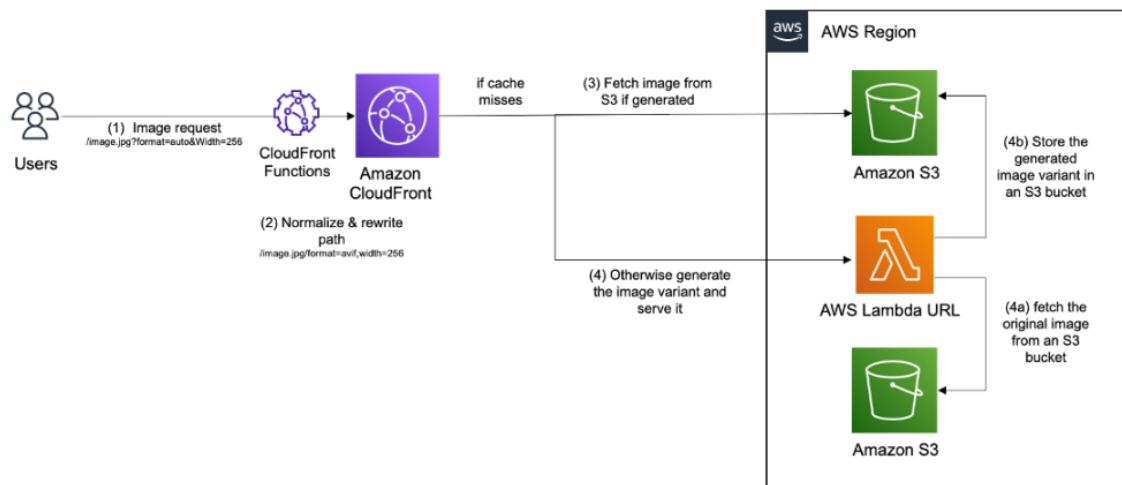 aws
AWS Region
if cache
misses
(3) Fetch image from
S3 if generated
(1) Image request
/image.jpg?format=auto&Width=256
Users
CloudFront
Functions
Amazon
CloudFront
(2) Normalize & rewrite
path
/image.jpg/format=avif,width=256
Amazon S3
(4b) Store the
generated
image variant in
an S3 bucket
(4) Otherwise generate
the image variant and
serve it
AWS Lambda URL
(4a) fetch the
original image
from an S3
bucket
Amazon S3